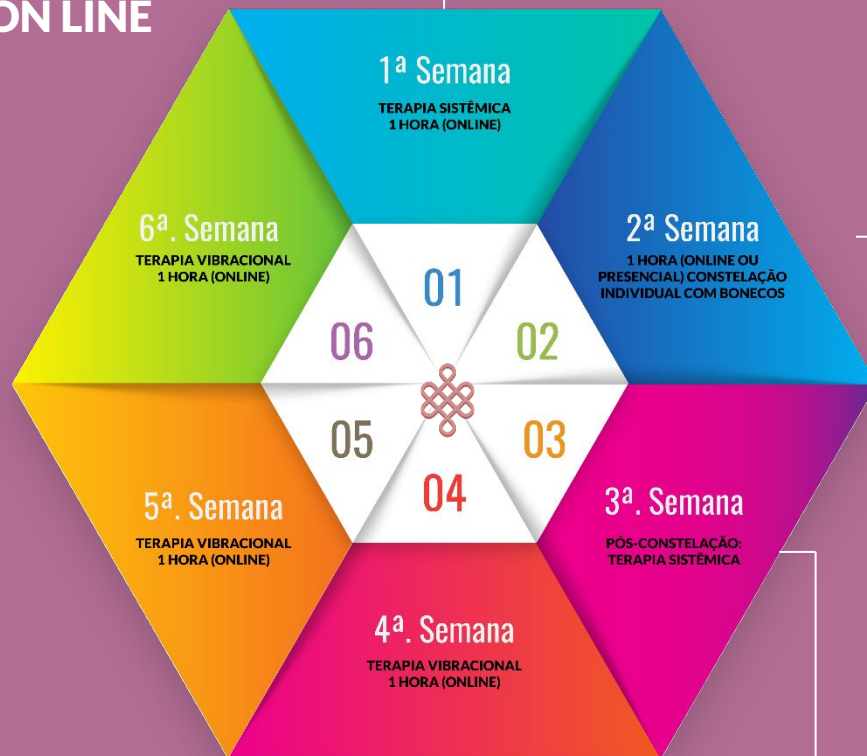 ON LINE
1ª Semana
TERAPIA SISTÊMICA
1 HORA (ONLINE)
2ª Semana
1 HORA (ONLINE OU
PRESENCIAL) CONSTELAÇÃO
INDIVIDUAL COM BONECOS
3ª. Semana
PÓS-CONSTELAÇÃO:
TERAPIA SISTÊMICA
4ª. Semana
TERAPIA VIBRACIONAL
1 HORA (ONLINE)
5ª. Semana
TERAPIA VIBRACIONAL
1 HORA (ONLINE)
6ª. Semana
TERAPIA VIBRACIONAL
1 HORA (ONLINE)
01
02
03
04
05
06